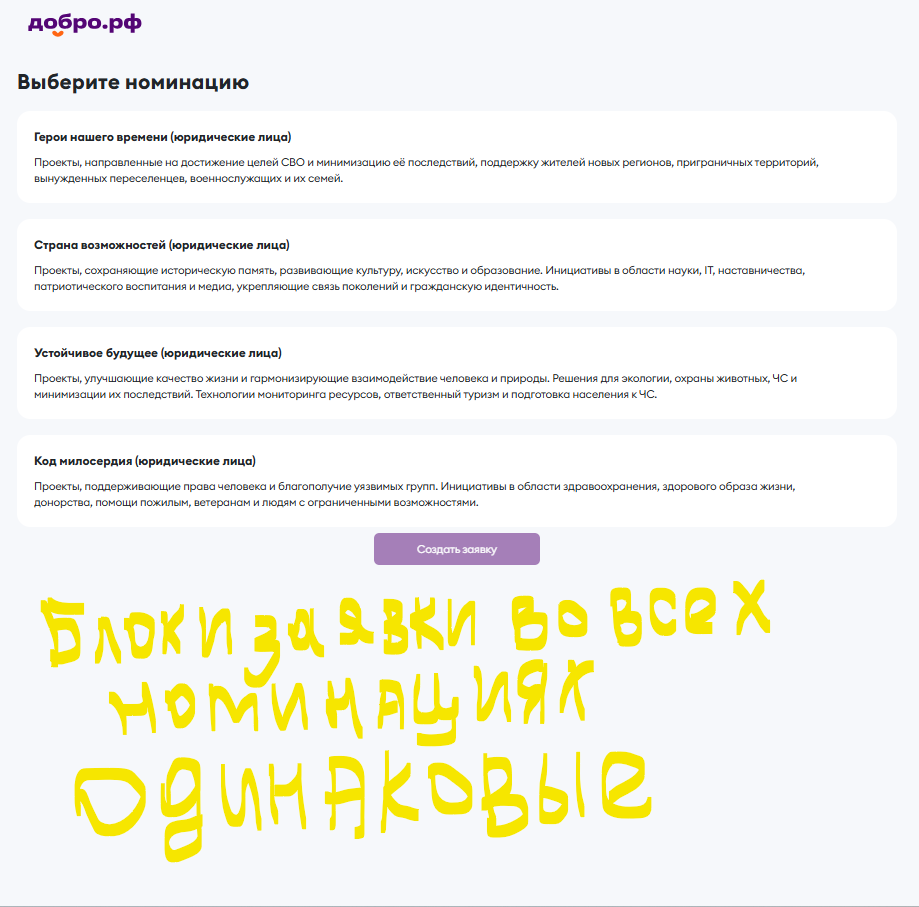 добро.рф
Выберите номинацию
Герои нашего времени (юридические лица)
Проекты, направленные на достижение целей СВО и минимизацию её последствий, поддержку жителей новых регионов, приграничных территорий,
вынужденных переселенцев, военнослужащих и их семей.
Страна возможностей (юридические лица)
Проекты, сохраняющие историческую память, развивающие культуру, искусство и образование. Инициативы в области науки, IT, наставничества,
патриотического воспитания и медиа, укрепляющие связь поколений и гражданскую идентичность.
Устойчивое будущее (юридические лица)
Проекты, улучшающие качество жизни и гармонизирующие взаимодействие человека и природы. Решения для экологии, охраны животных, ЧС и
минимизации их последствий. Технологии мониторинга ресурсов, ответственный туризм и подготовка населения к ЧС.
Код милосердия (юридические лица)
Проекты, поддерживающие права человека и благополучие уязвимых групп. Инициативы в области здравоохранения, здорового образа жизни,
донорства, помощи пожилым, ветеранам и людям с ограниченными возможностями.
Создать заявку
Блоки заявки во всех
номинациях
Одинаковые